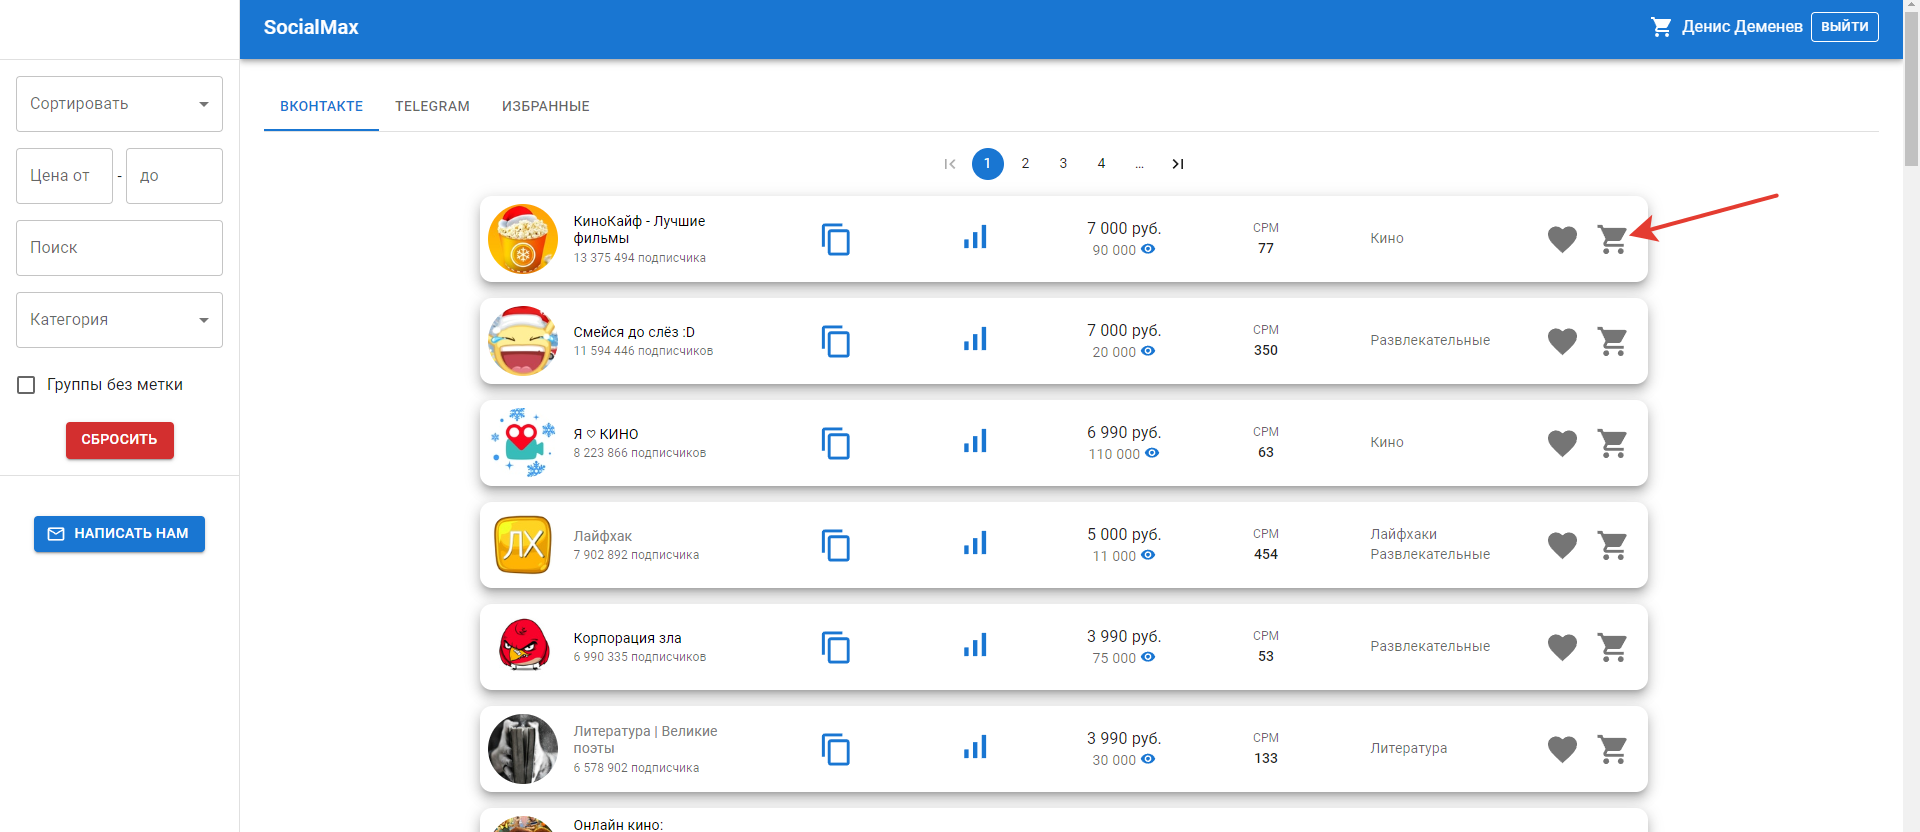 SocialMax
Денис Деменев
ВЫЙТИ
Сортировать
Цена от - до
Поиск
Категория
Группы без метки
СБРОСИТЬ
НАПИСАТЬ НАМ
ВКОНТАКТЕ TELEGRAM ИЗБРАННЫЕ
1 2 3 4 ...
КиноКайф - Лучшие
фильмы
13 375 494 подписчика
7 000 руб.
90 000
CPM
77
Кино
Смейся до слёз :D
11 594 446 подписчиков
7 000 руб.
20 000
CPM
350
Развлекательные
Я ♡ КИНО
8 223 866 подписчиков
6 990 руб.
110 000
CPM
63
Кино
ЛХ
Лайфхак
7 902 892 подписчика
5 000 руб.
11 000
CPM
454
Лайфхаки
Развлекательные
Корпорация зла
6 990 335 подписчиков
3 990 руб.
75 000
CPM
53
Развлекательные
Литература | Великие
поэты
6 578 902 подписчика
3 990 руб.
30 000
CPM
133
Литература
Онлайн кино: